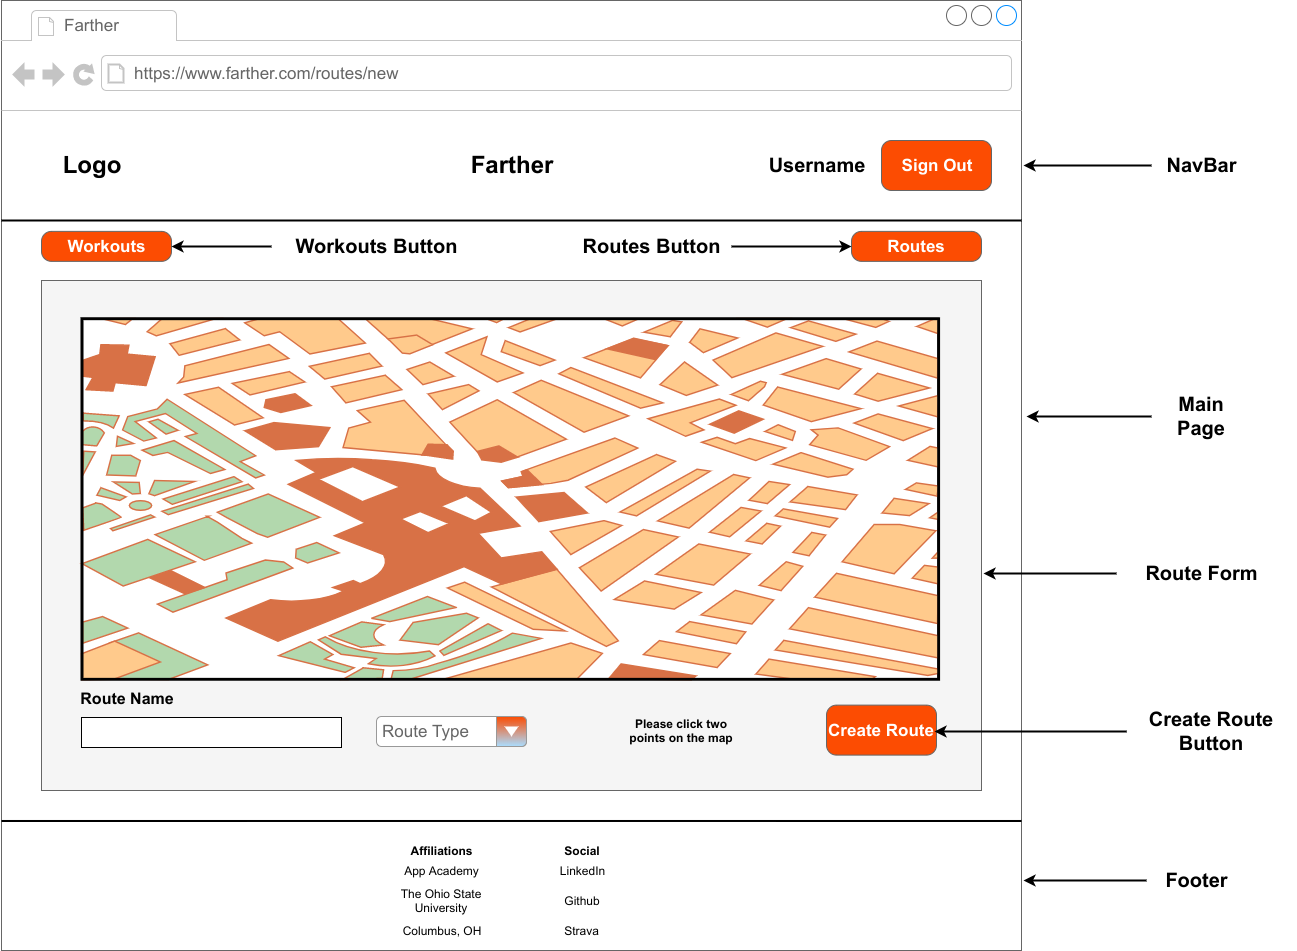 Farther
https://www.farther.com/routes/new
Logo
Farther
Username
Sign Out
NavBar
Workouts
Workouts Button
Routes Button
Routes
Main
Page
Route Form
Route Name
Route Type
Please click two
points on the map
Create Route
Create Route
Button
Affiliations
Social
App Academy
LinkedIn
The Ohio State
University
Github
Columbus, OH
Strava
Footer